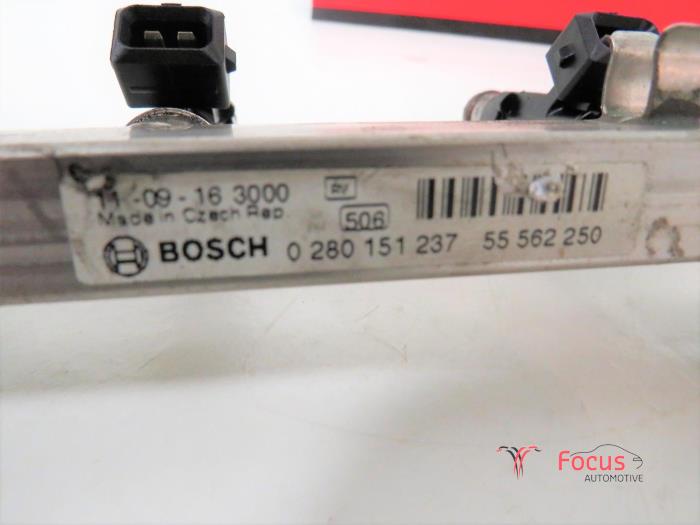 11-09-16 3000 RV
Made in Czech Rep. 506
BOSCH 0 280 151 237 55 562 250
Focus
AUTOMOTIVE